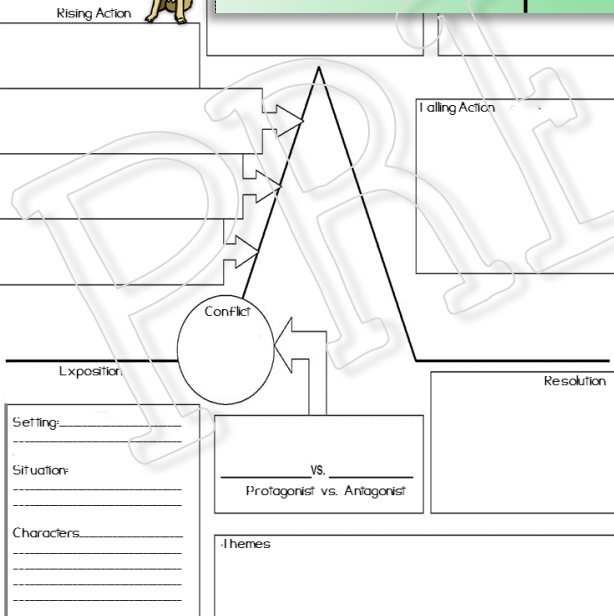 Rising Action
Falling Action
Conflict
Exposition
Resolution
Setting:
VS.
Situation:
Protagonist vs. Antagonist
Characters
Themes